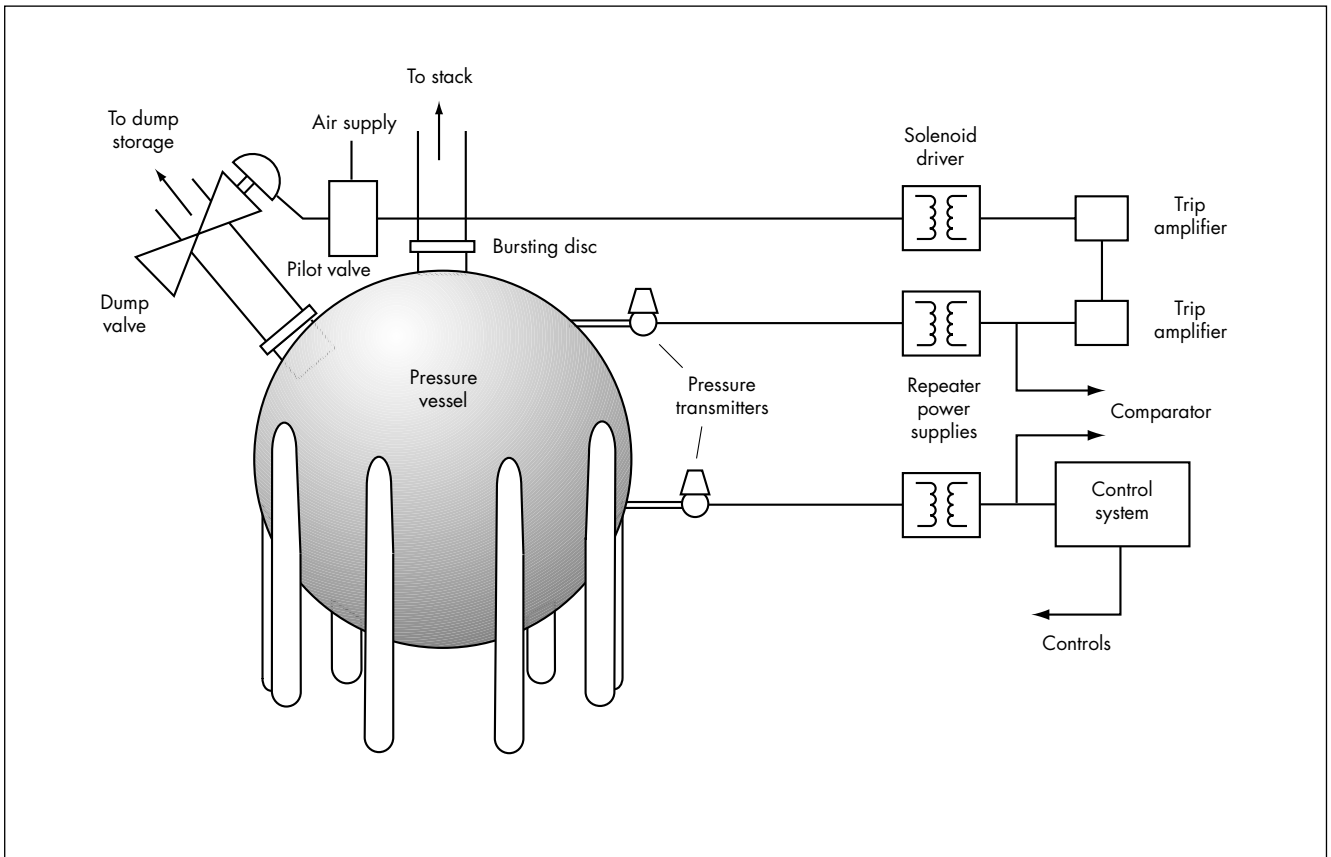 To stack
To dump
storage
Air supply
Solenoid
driver
Trip
amplifier
Bursting disc
Pilot valve
Dump
valve
Trip
amplifier
Pressure
vessel
Pressure
transmitters
Repeater
power
supplies
Comparator
Control
system
Controls